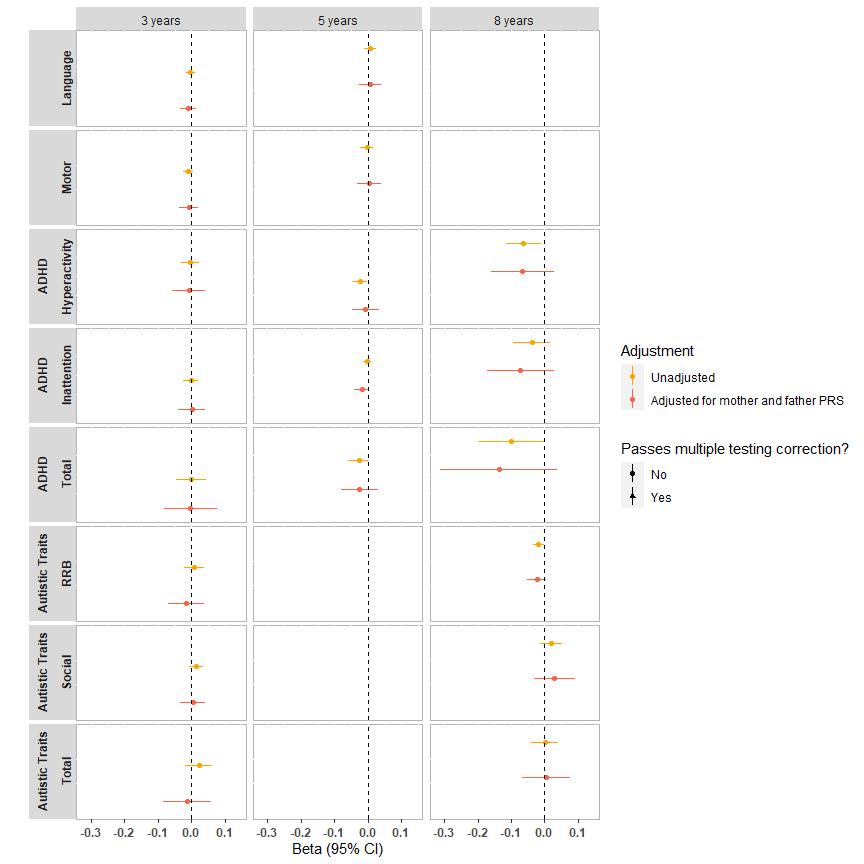 3 years
5 years
8 years
Language
Motor
ADHD
Hyperactivity
ADHD
Inattention
ADHD
Total
Autistic Traits
RRB
Autistic Traits
Social
Autistic Traits
Total
-0.3 -0.2 -0.1 0.0 0.1
-0.3 -0.2 -0.1 0.0 0.1
-0.3 -0.2 -0.1 0.0 0.1
Beta (95% CI)
Adjustment
Unadjusted
Adjusted for mother and father PRS
Passes multiple testing correction?
No
Yes